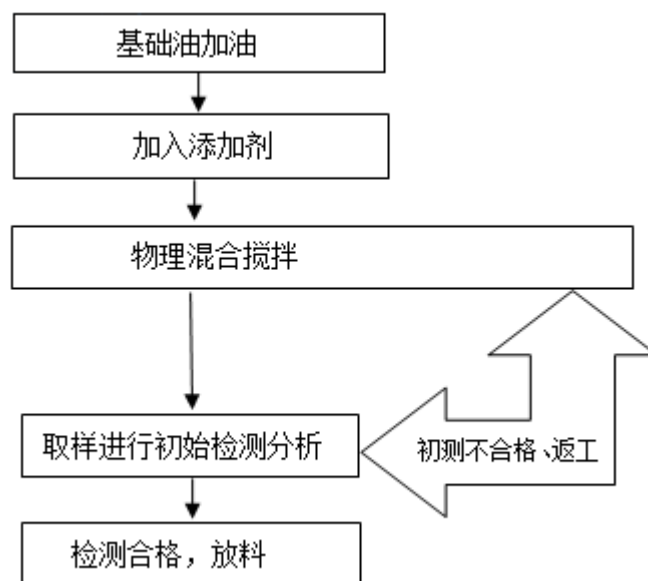 基础油加油
加入添加剂
物理混合搅拌
取样进行初始检测分析
初测不合格、返工
检测合格，放料